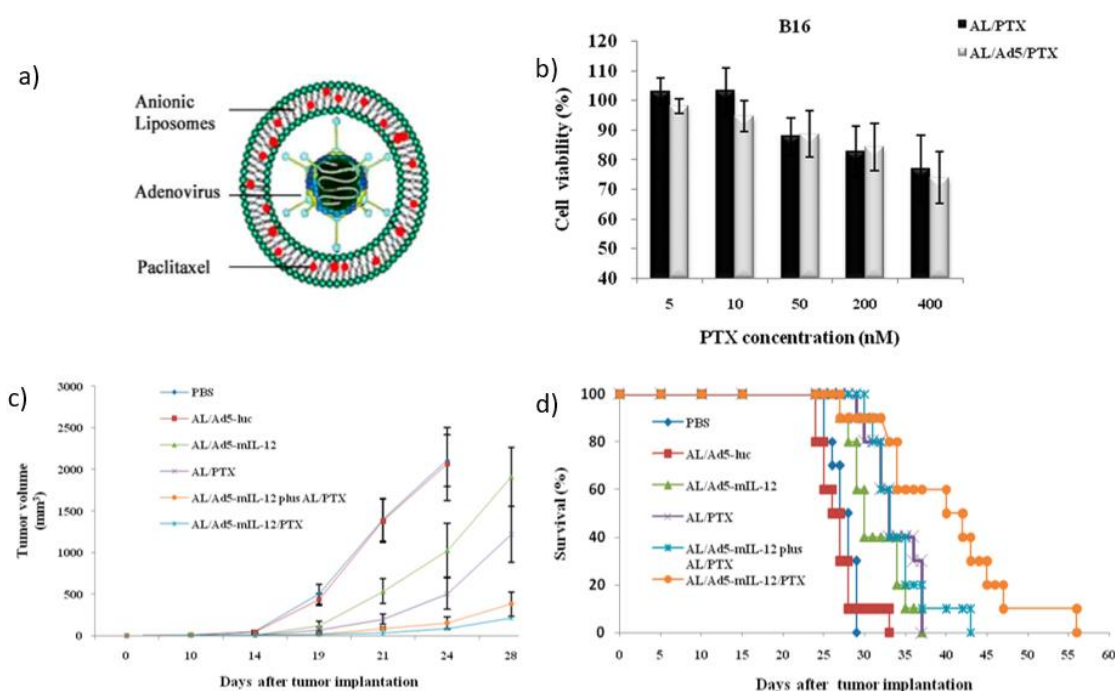 a)
Anionic
Liposomes
Adenovirus
Paclitaxel
b)
B16
AL/PTX
AL/Ad5/PTX
Cell viability (%)
120
110
100
90
80
70
60
50
40
5 10 50 200 400
PTX concentration (nM)
c)
Tumor volume
(mm³)
3000
2500
2000
1500
1000
500
0
PBS
AL/Ad5-luc
AL/Ad5-mIL-12
AL/PTX
AL/Ad5-mIL-12 plus AL/PTX
AL/Ad5-mIL-12/PTX
0 10 14 19 21 24 28
Days after tumor implantation
d)
Survival (%)
100
80
60
40
20
0
PBS
AL/Ad5-luc
AL/Ad5-mIL-12
AL/PTX
AL/Ad5-mIL-12 plus
AL/PTX
AL/Ad5-mIL-12/PTX
0 5 10 15 20 25 30 35 40 45 50 55 60
Days after tumor implantation